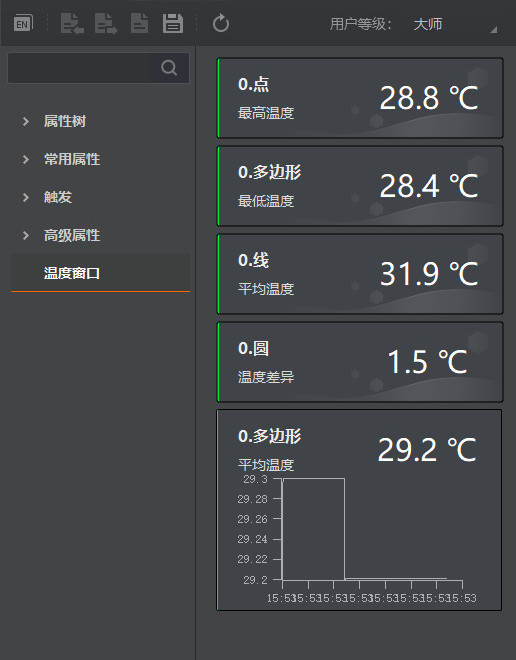 EN
用户等级: 大师
属性树
常用属性
触发
高级属性
温度窗口
0.点
最高温度
28.8 ℃
0.多边形
最低温度
28.4 ℃
0.线
平均温度
31.9 ℃
0.圆
温度差异
1.5 ℃
0.多边形
平均温度
29.2 ℃
29.3
29.28
29.26
29.24
29.22
29.2
15:53 15:53 15:53 15:53 15:53 15:53 15:53 15:53